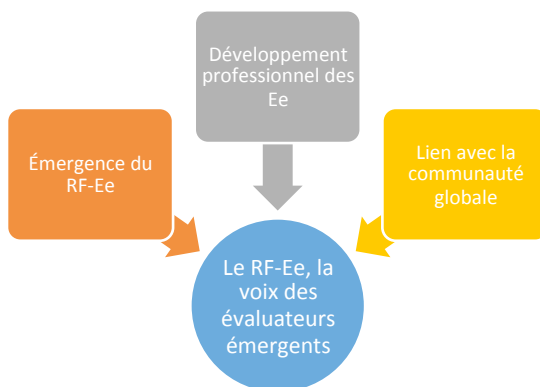 Développement
professionnel des
Ee
Émergence du
RF-Ee
Lien avec la
communauté
globale
Le RF-Ee, la
voix des
évaluateurs
émergents